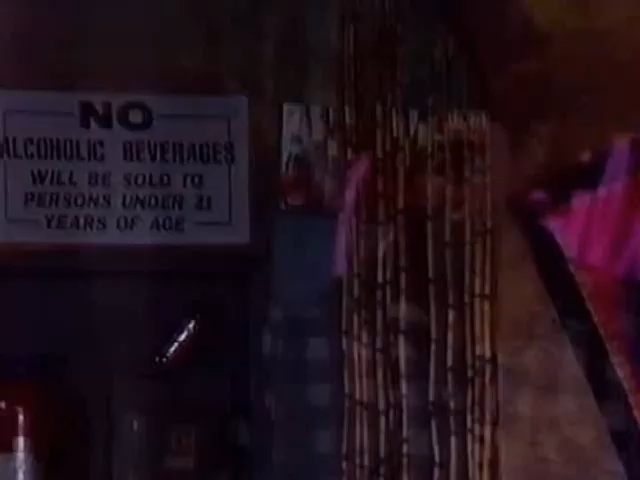 NO
ALCOHOLIC BEVERAGES
WILL BE SOLD TO
PERSONS UNDER 21
YEARS OF AGE